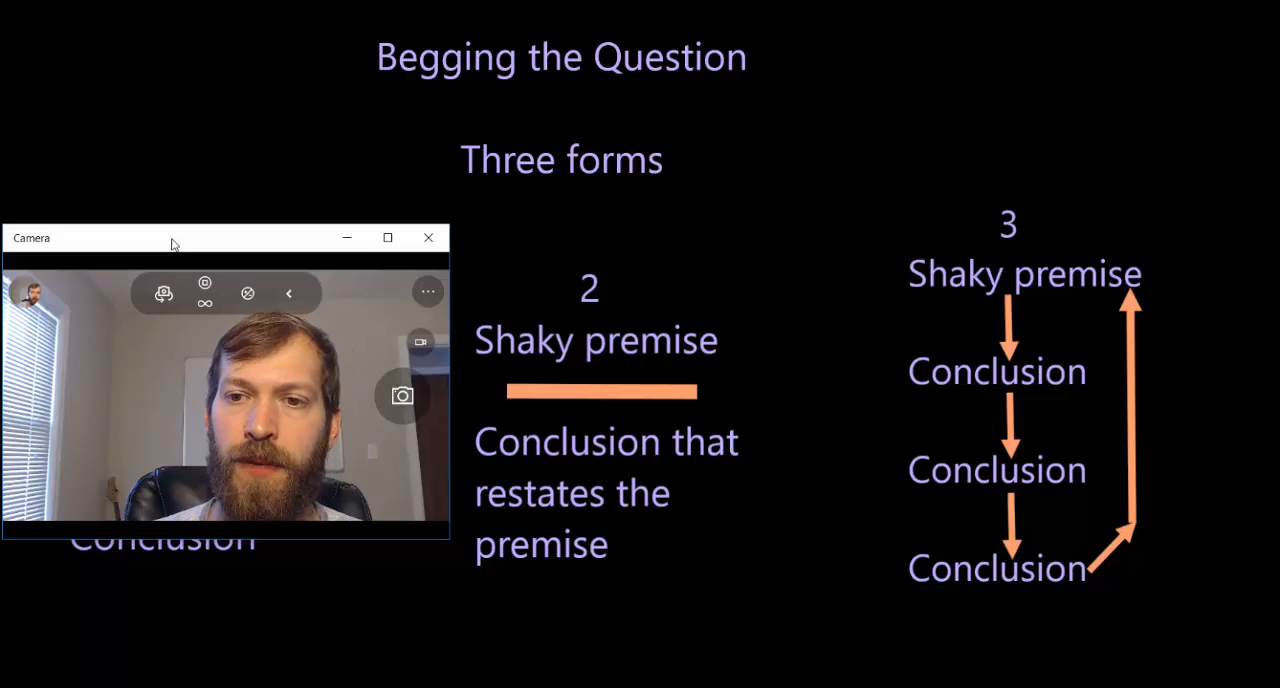 Begging the Question
Three forms
Camera
2
Shaky premise
Conclusion that
restates the
premise
3
Shaky premise
Conclusion
Conclusion
Conclusion
Conclusion